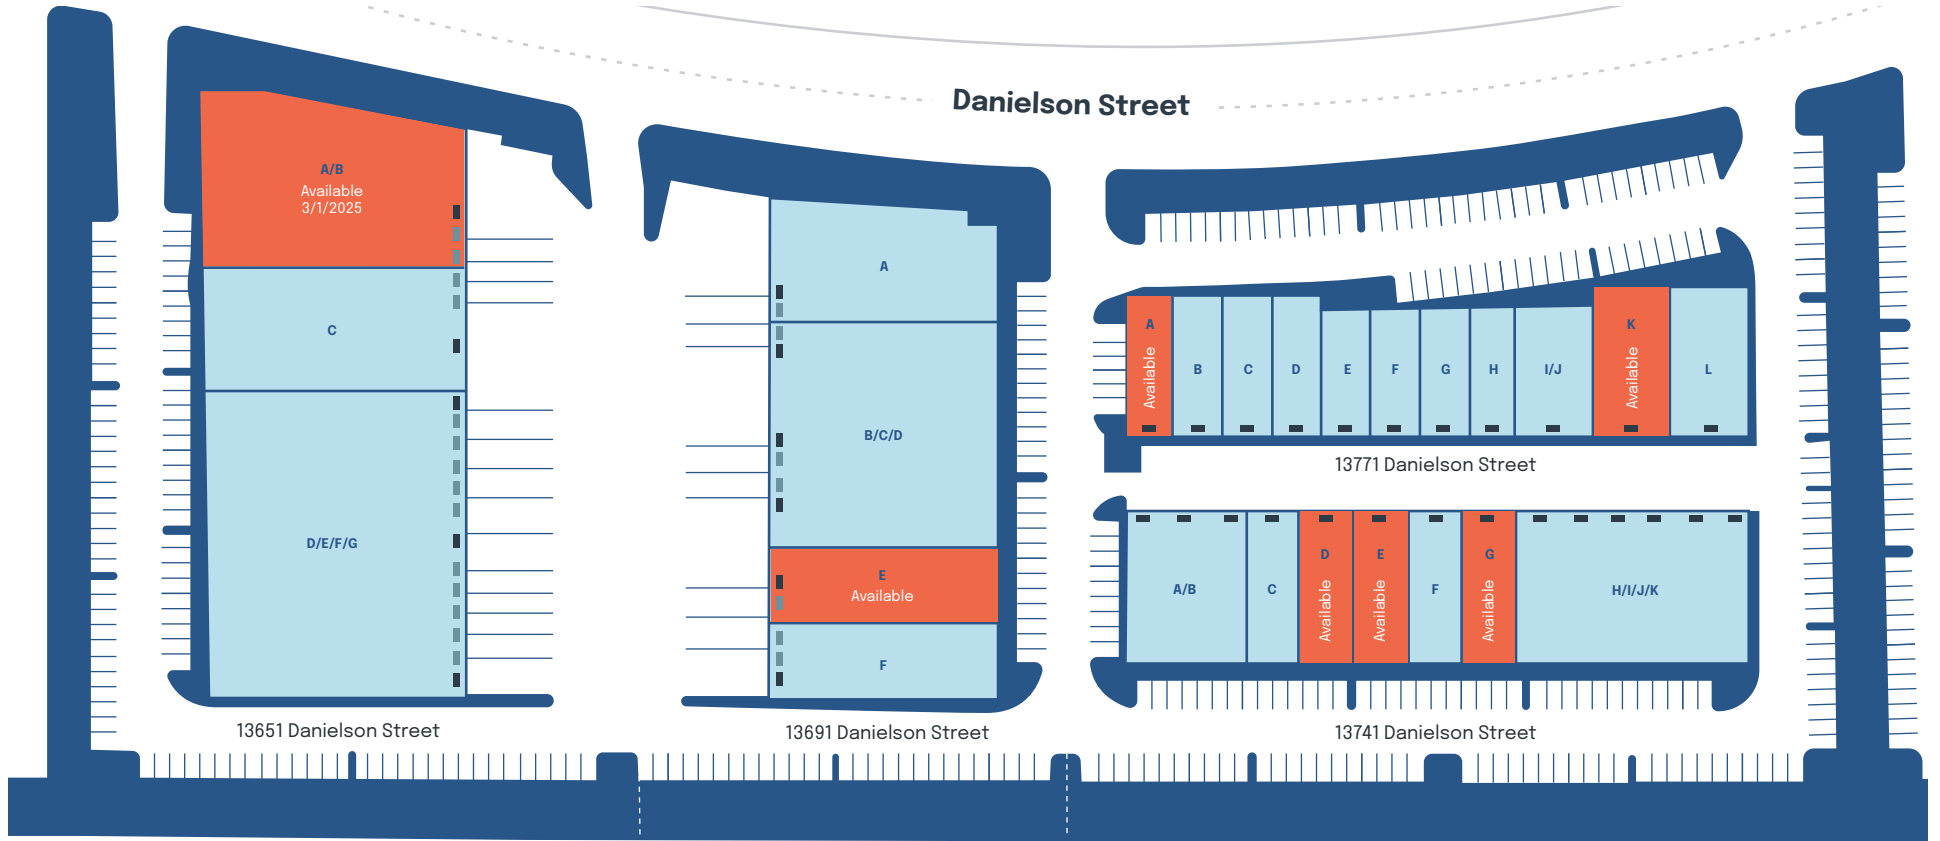 Danielson Street
A/B
Available
3/1/2025
C
D/E/F/G
13651 Danielson Street
A
B/C/D
E
Available
F
13691 Danielson Street
A
Available
B
C
D
E
F
G
H
I/J
K
Available
L
13771 Danielson Street
A/B
C
D
Available
E
Available
F
G
Available
H/I/J/K
13741 Danielson Street